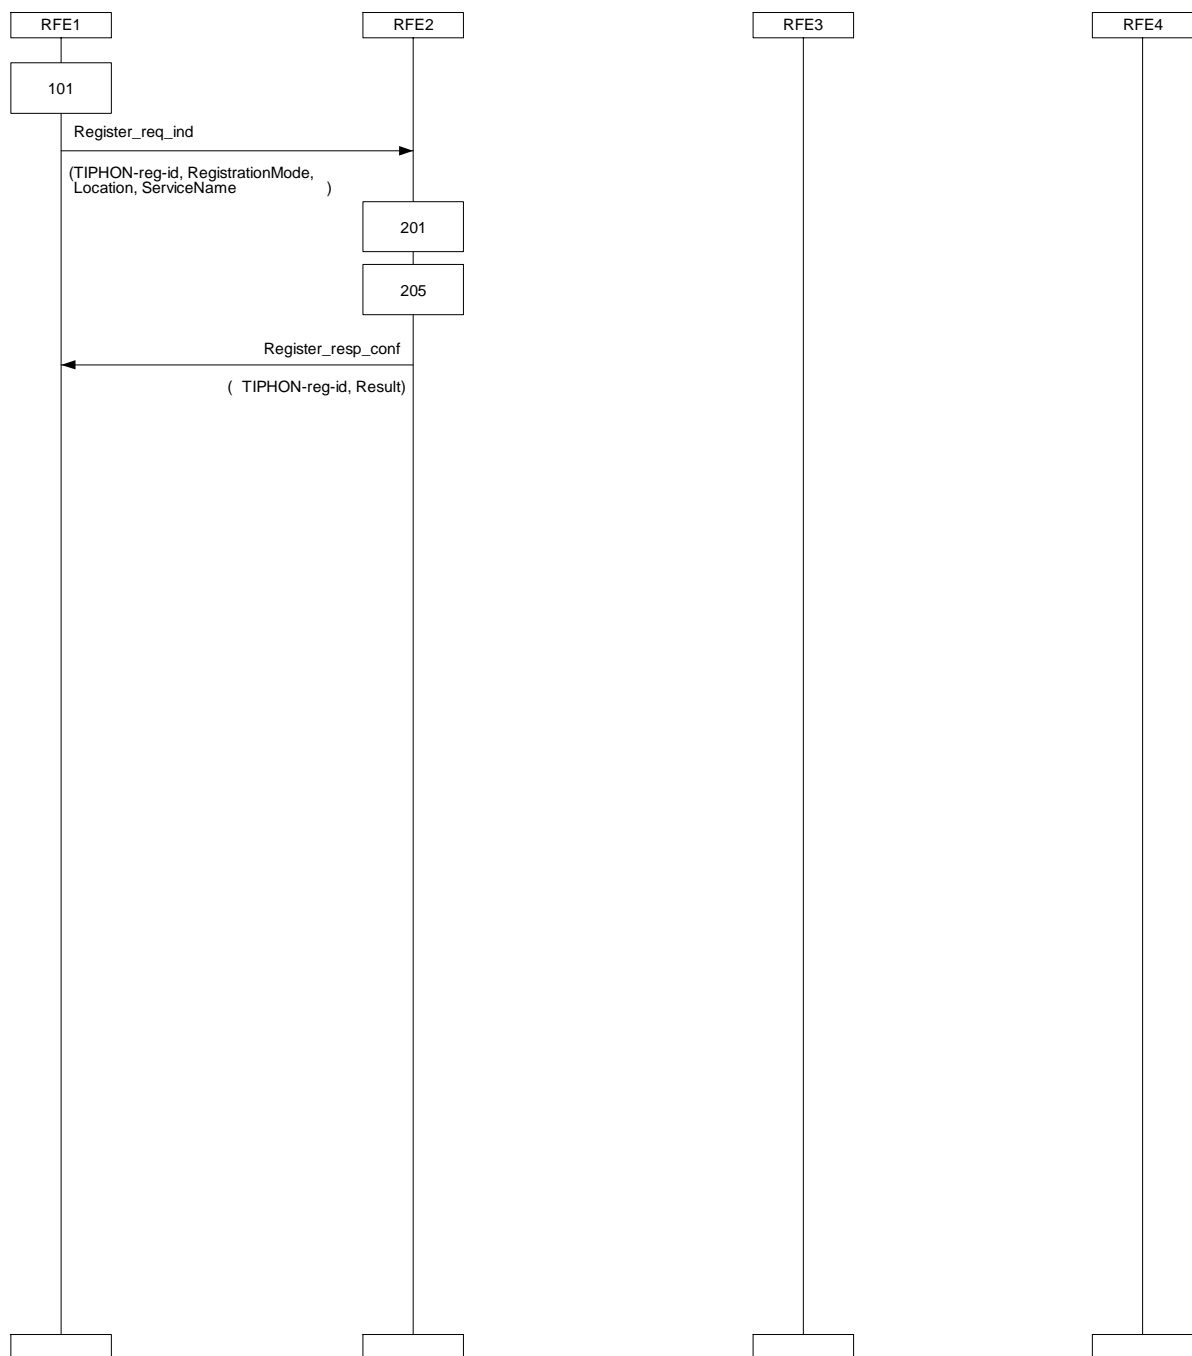 RFE1 RFE2 RFE3 RFE4
101
Register_req_ind
(TIPHON-reg-id, RegistrationMode,
Location, ServiceName )
201
205
Register_resp_conf
( TIPHON-reg-id, Result)